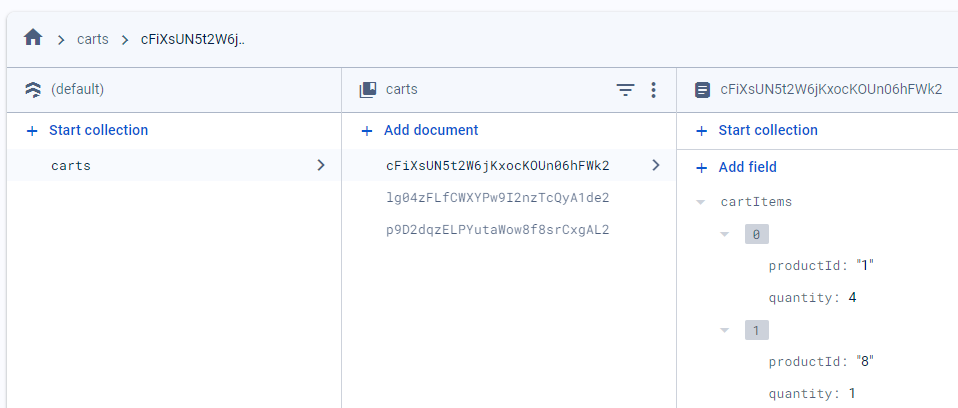 carts
cFiXsUN5t2W6j..
(default)
carts
cFiXsUN5t2W6jKxocKOUn06hFWk2
+ Start collection
+ Add document
+ Start collection
carts
cFiXsUN5t2W6jKxocKOUn06hFWk2
lg04zFLfCWXYPw9I2nzTcQyA1de2
p9D2dqzELPYutaWow8f8srCxgAL2
+ Add field
cartItems
0
productId: "1"
quantity: 4
1
productId: "8"
quantity: 1